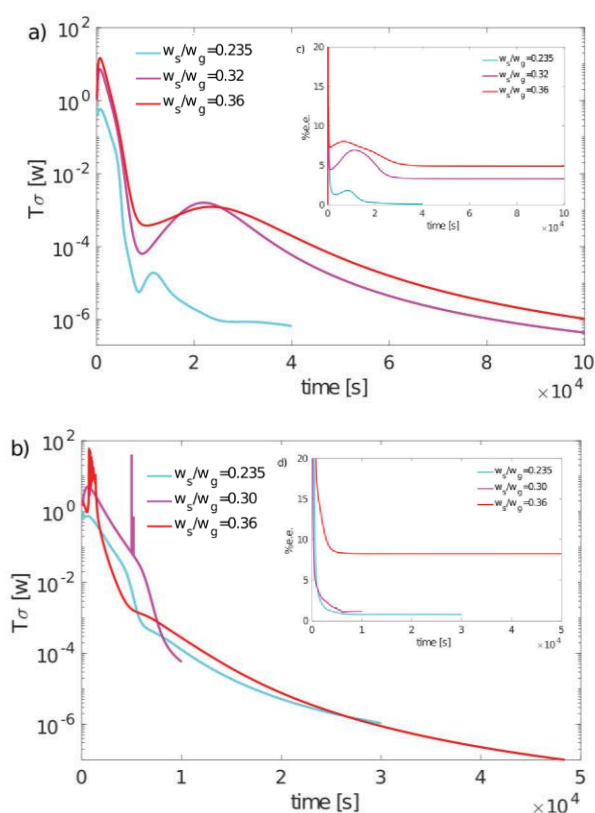 a)
10^2
10^0
10^-2
10^-4
10^-6
Tσ [w]
w_s/w_g=0.235
w_s/w_g=0.32
w_s/w_g=0.36
0
2
4
6
8
10
time [s]
×10^4
c)
20
15
10
5
0
%e.e.
w_s/w_g=0.235
w_s/w_g=0.32
w_s/w_g=0.36
0 2 4 6 8 10
time [s]
×10^4
b)
10^2
10^0
10^-2
10^-4
10^-6
Tσ [w]
w_s/w_g=0.235
w_s/w_g=0.30
w_s/w_g=0.36
0 1 2 3 4 5
time [s]
×10^4
d)
20
15
10
5
0
%e.e.
w_s/w_g=0.235
w_s/w_g=0.30
w_s/w_g=0.36
0 1 2 3 4 5
time [s]
×10^4